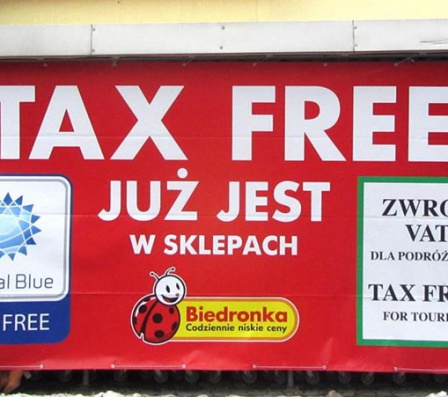 TAX FREE
JUŻ JEST
W SKLEPACH
Biedronka
Codziennie niskie ceny
al Blue
FREE
ZWRO
VAT
DLA PODRÓŻ
TAX FR
FOR TOUR